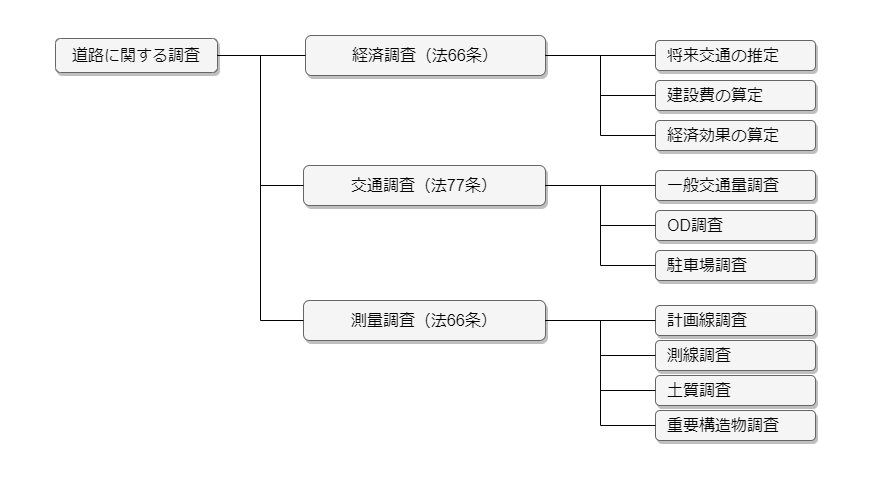 道路に関する調査
経済調査（法66条）
将来交通の推定
建設費の算定
経済効果の算定
交通調査（法77条）
一般交通量調査
OD調査
駐車場調査
測量調査（法66条）
計画線調査
測線調査
土質調査
重要構造物調査